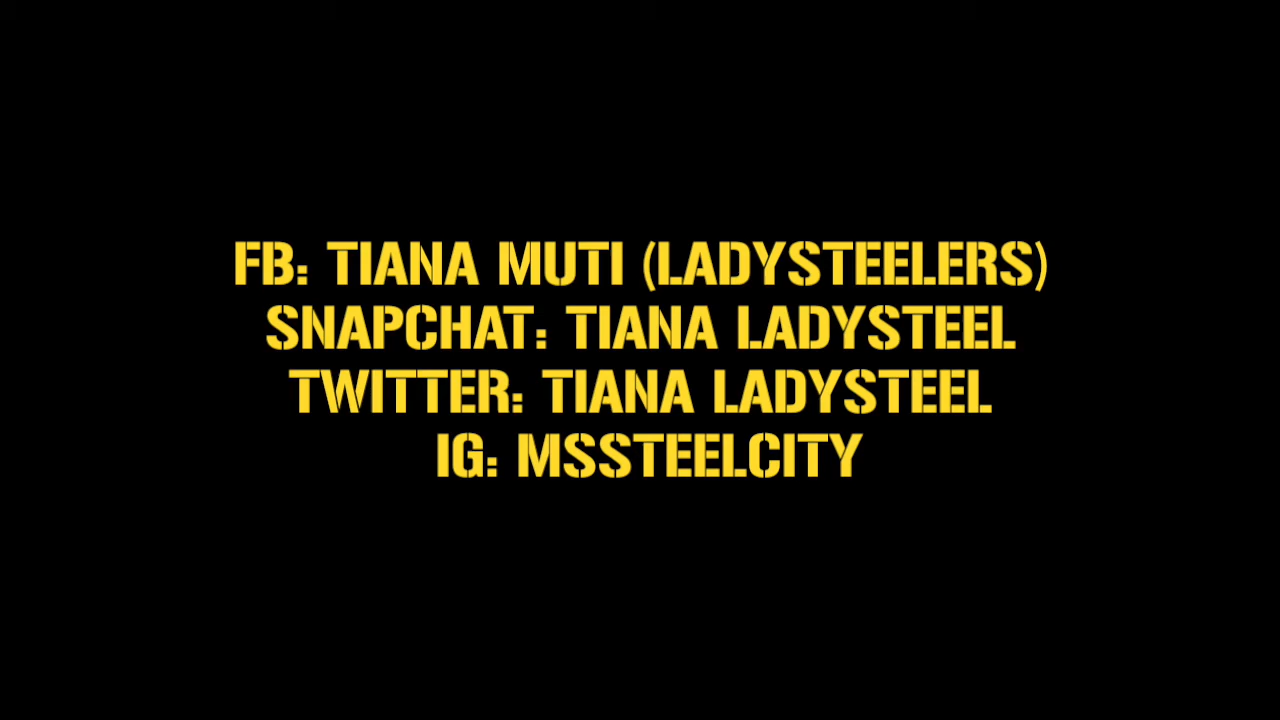 FB: TIANA MUTI (LADYSTEELERS)
SNAPCHAT: TIANA LADYSTEEL
TWITTER: TIANA LADYSTEEL
IG: MSSTEELCITY